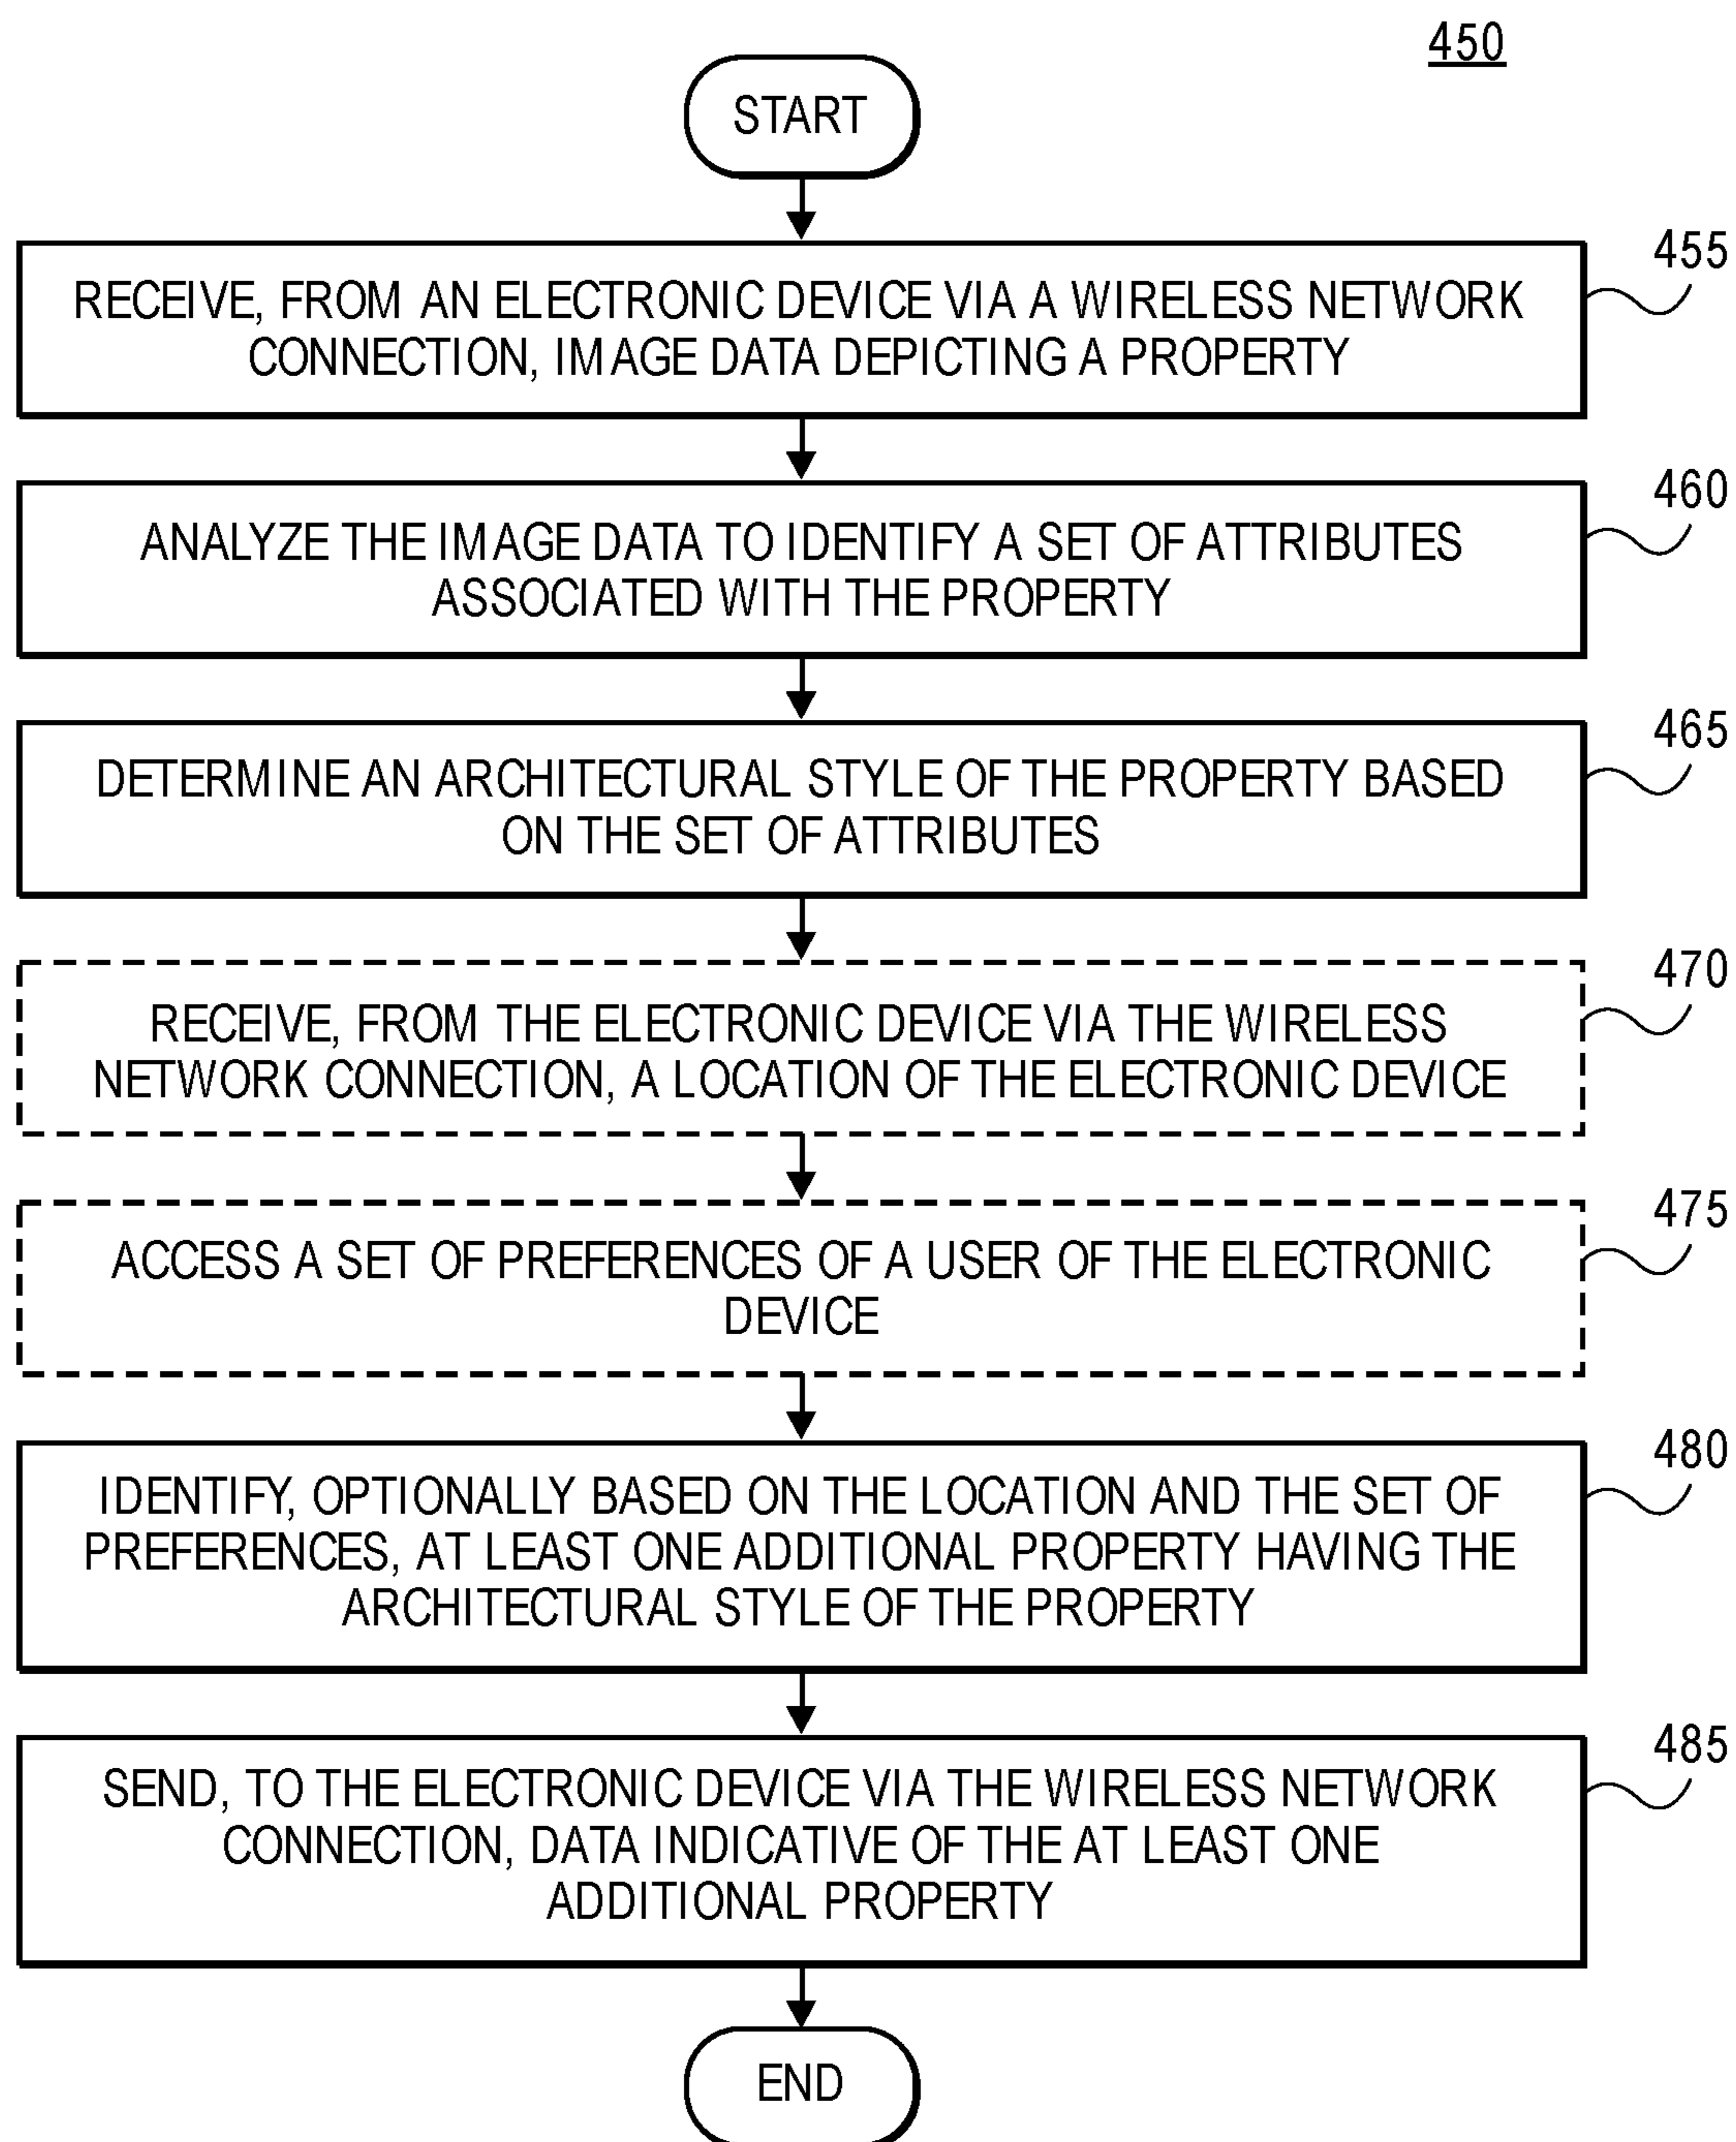 450
START
455
RECEIVE, FROM AN ELECTRONIC DEVICE VIA A WIRELESS NETWORK
CONNECTION, IMAGE DATA DEPICTING A PROPERTY
460
ANALYZE THE IMAGE DATA TO IDENTIFY A SET OF ATTRIBUTES
ASSOCIATED WITH THE PROPERTY
465
DETERMINE AN ARCHITECTURAL STYLE OF THE PROPERTY BASED
ON THE SET OF ATTRIBUTES
470
RECEIVE, FROM THE ELECTRONIC DEVICE VIA THE WIRELESS
NETWORK CONNECTION, A LOCATION OF THE ELECTRONIC DEVICE
475
ACCESS A SET OF PREFERENCES OF A USER OF THE ELECTRONIC
DEVICE
480
IDENTIFY, OPTIONALLY BASED ON THE LOCATION AND THE SET OF
PREFERENCES, AT LEAST ONE ADDITIONAL PROPERTY HAVING THE
ARCHITECTURAL STYLE OF THE PROPERTY
485
SEND, TO THE ELECTRONIC DEVICE VIA THE WIRELESS NETWORK
CONNECTION, DATA INDICATIVE OF THE AT LEAST ONE
ADDITIONAL PROPERTY
END